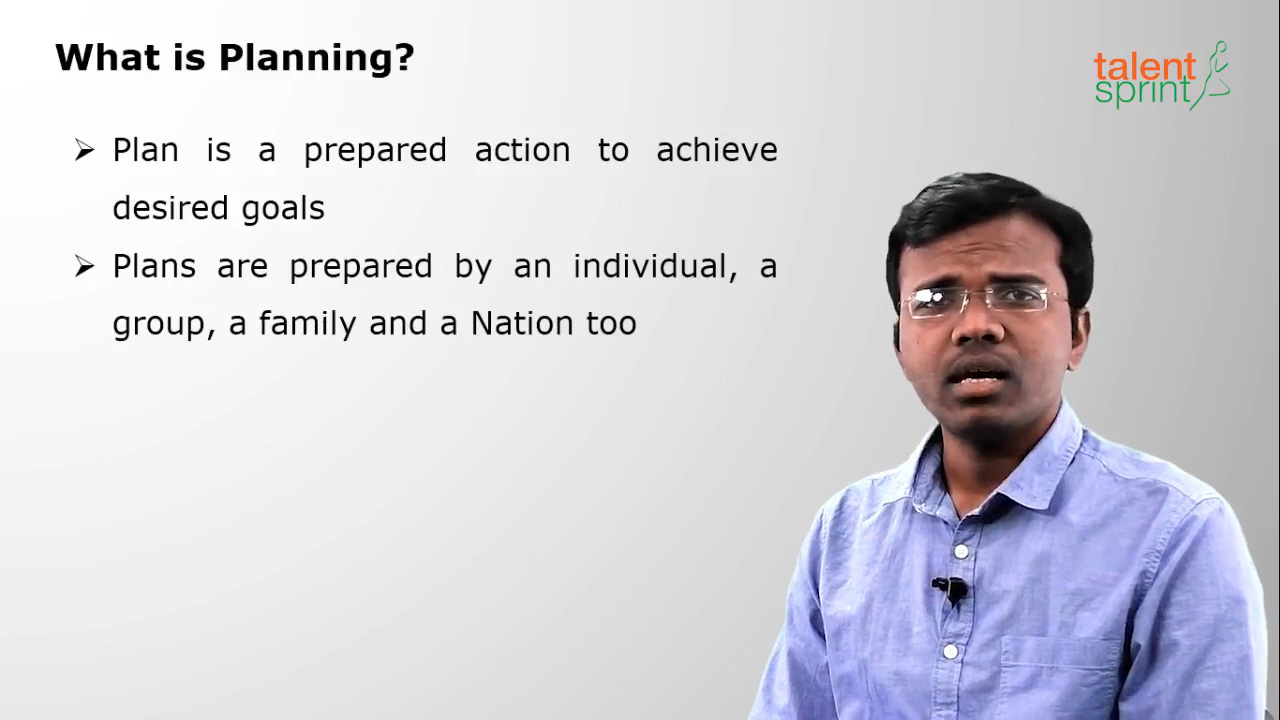 What is Planning?
talent
sprint
➢ Plan is a prepared action to achieve
desired goals
➢ Plans are prepared by an individual, a
group, a family and a Nation too